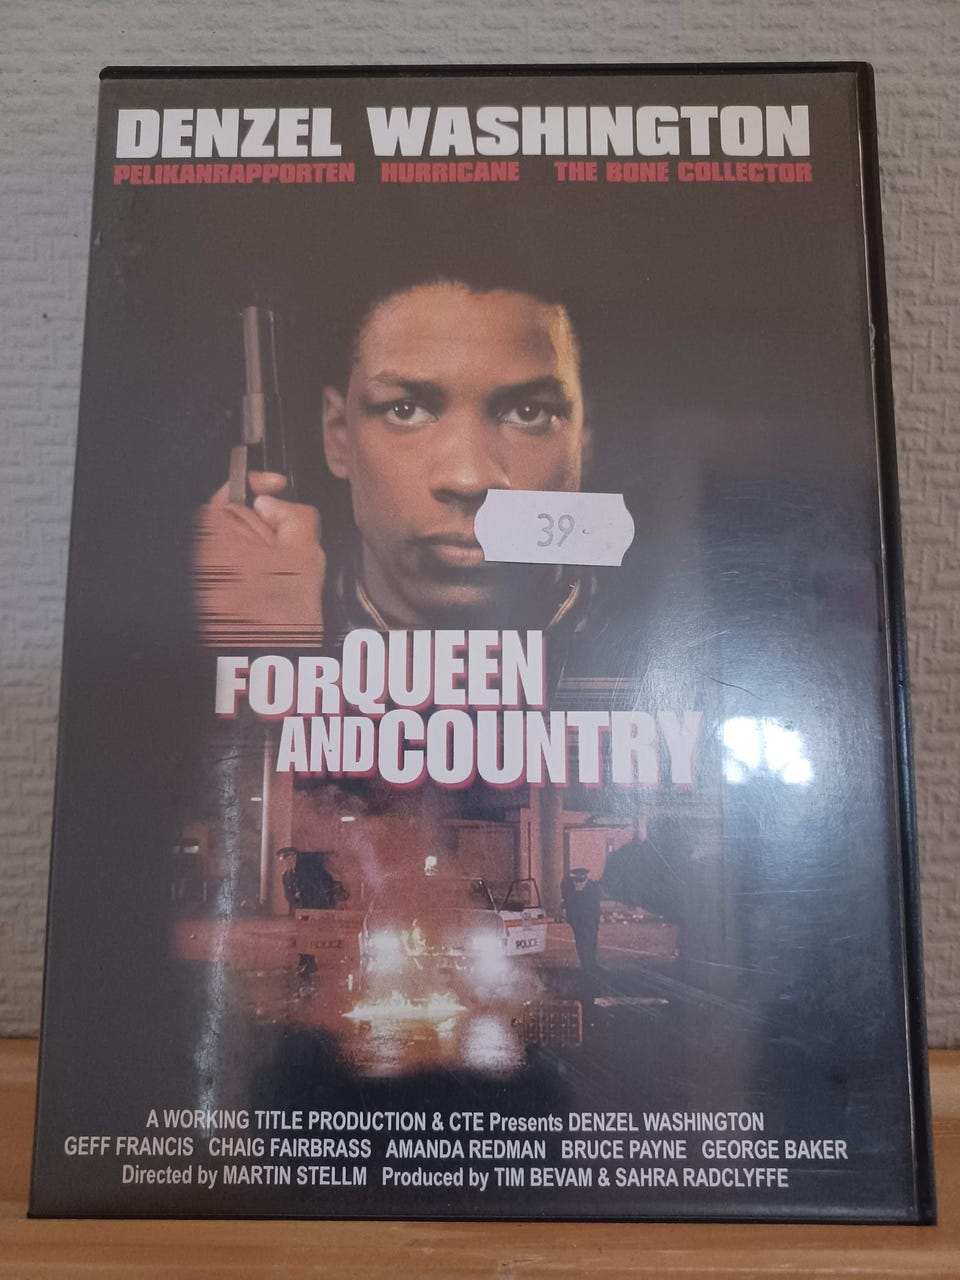 DENZEL WASHINGTON
PELIKANRAPPORTEN HURRICANE THE BONE COLLECTOR
39-
FOR QUEEN
AND COUNTRY
POLICE
POLICE
A WORKING TITLE PRODUCTION & CTE Presents DENZEL WASHINGTON
GEFF FRANCIS CHAIG FAIRBRASS AMANDA REDMAN BRUCE PAYNE GEORGE BAKER
Directed by MARTIN STELLM Produced by TIM BEVAM & SAHRA RADCLYFFE